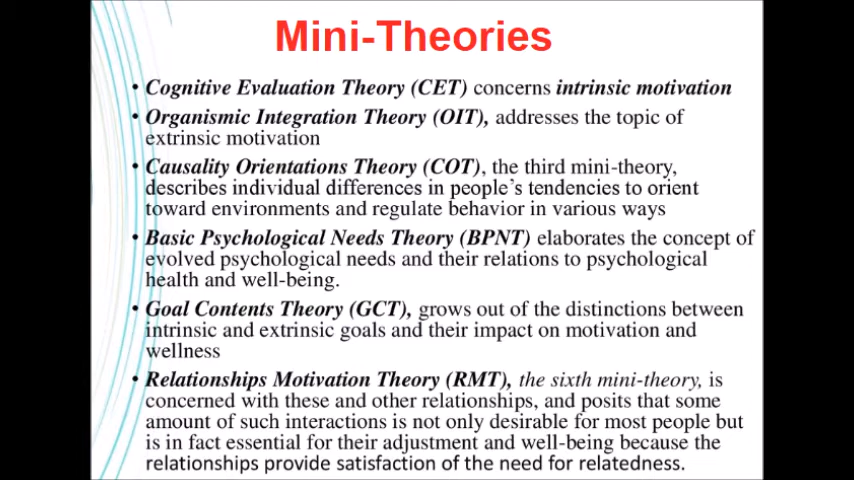 Mini-Theories
• Cognitive Evaluation Theory (CET) concerns intrinsic motivation
• Organismic Integration Theory (OIT), addresses the topic of
extrinsic motivation
• Causality Orientations Theory (COT), the third mini-theory,
describes individual differences in people's tendencies to orient
toward environments and regulate behavior in various ways
• Basic Psychological Needs Theory (BPNT) elaborates the concept of
evolved psychological needs and their relations to psychological
health and well-being.
• Goal Contents Theory (GCT), grows out of the distinctions between
intrinsic and extrinsic goals and their impact on motivation and
wellness
• Relationships Motivation Theory (RMT), the sixth mini-theory, is
concerned with these and other relationships, and posits that some
amount of such interactions is not only desirable for most people but
is in fact essential for their adjustment and well-being because the
relationships provide satisfaction of the need for relatedness.